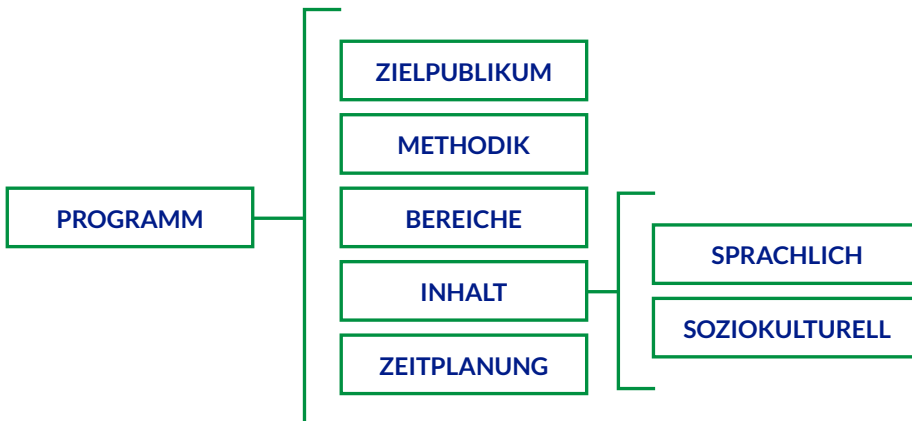 PROGRAMM
ZIELPUBLIKUM
METHODIK
BEREICHE
INHALT
ZEITPLANUNG
SPRACHLICH
SOZIOKULTURELL